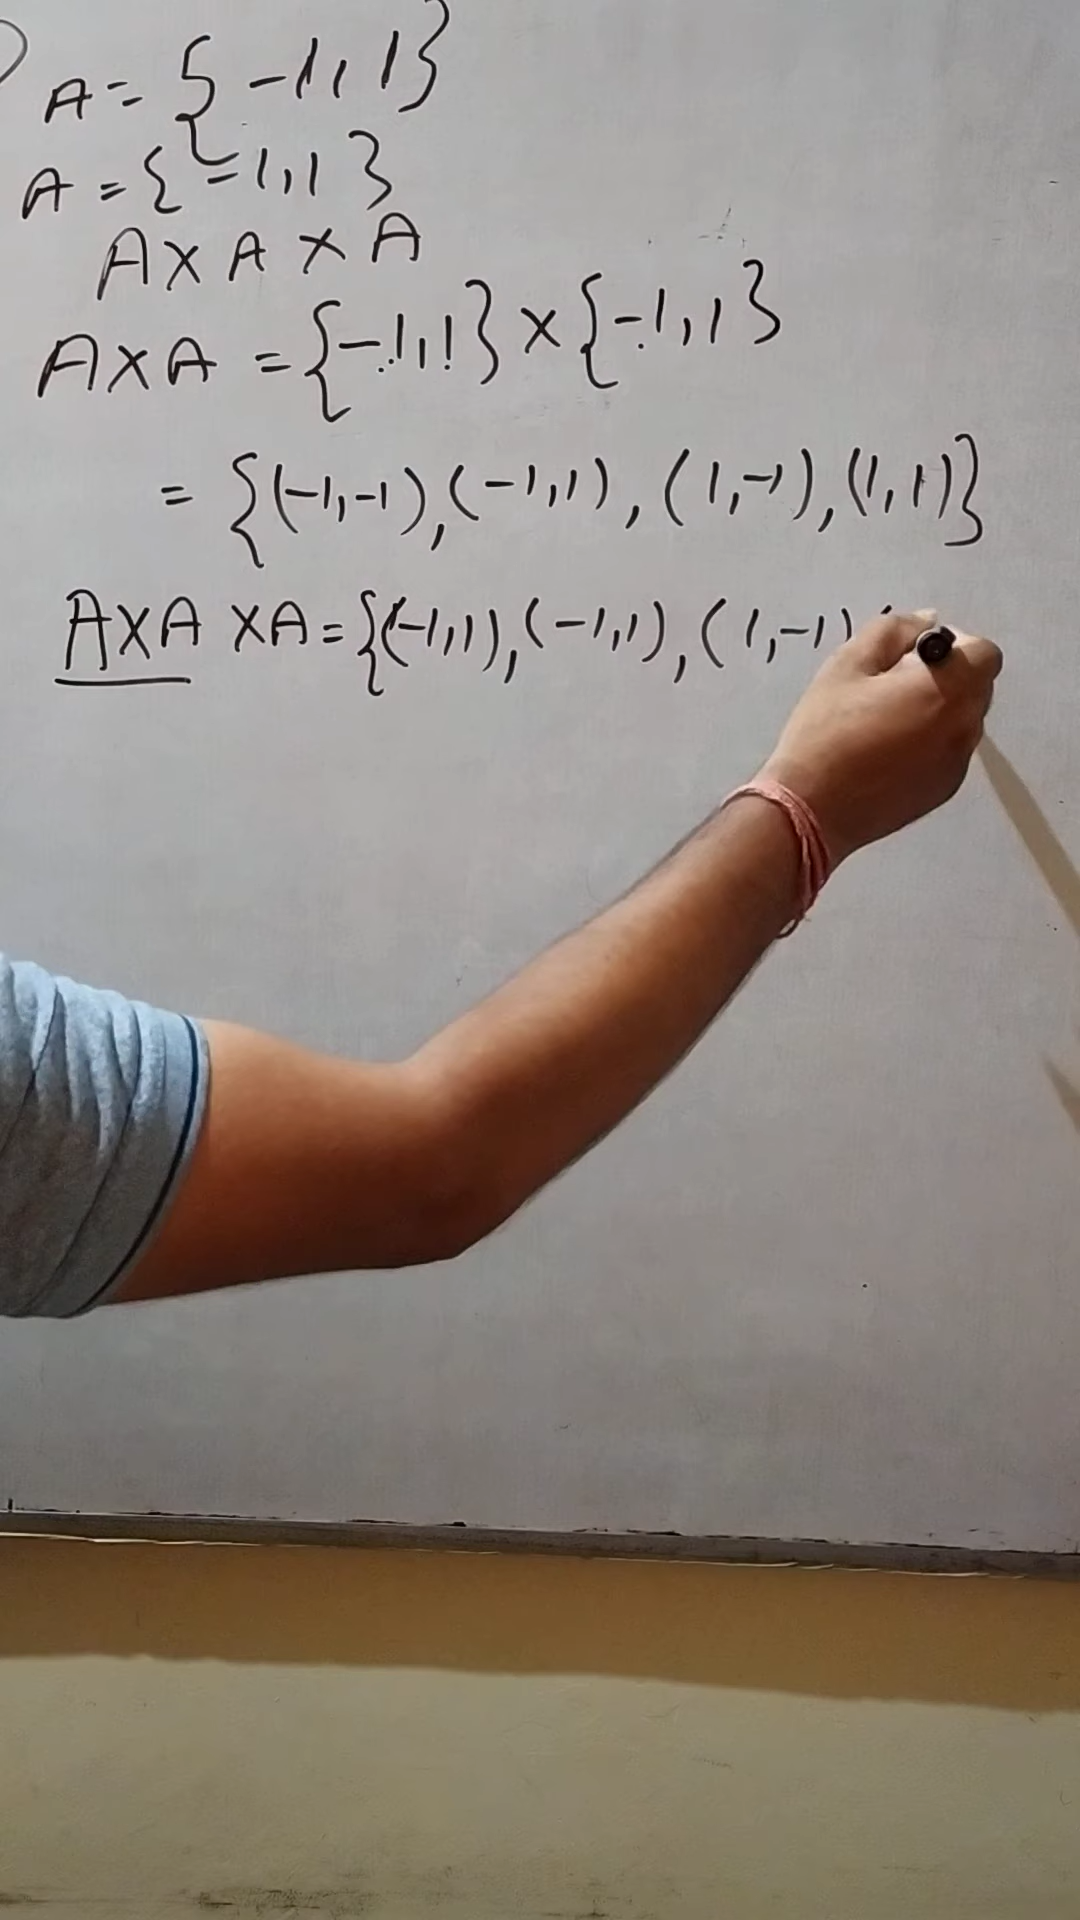 A = { -1, 1}
A = { -1, 1 }
A × A × A
A × A = {-1, 1} × {-1, 1}
= {(-1, -1), (-1, 1), (1, -1), (1, 1)}
A × A × A = {(-1, 1), (-1, 1), (1, -1)